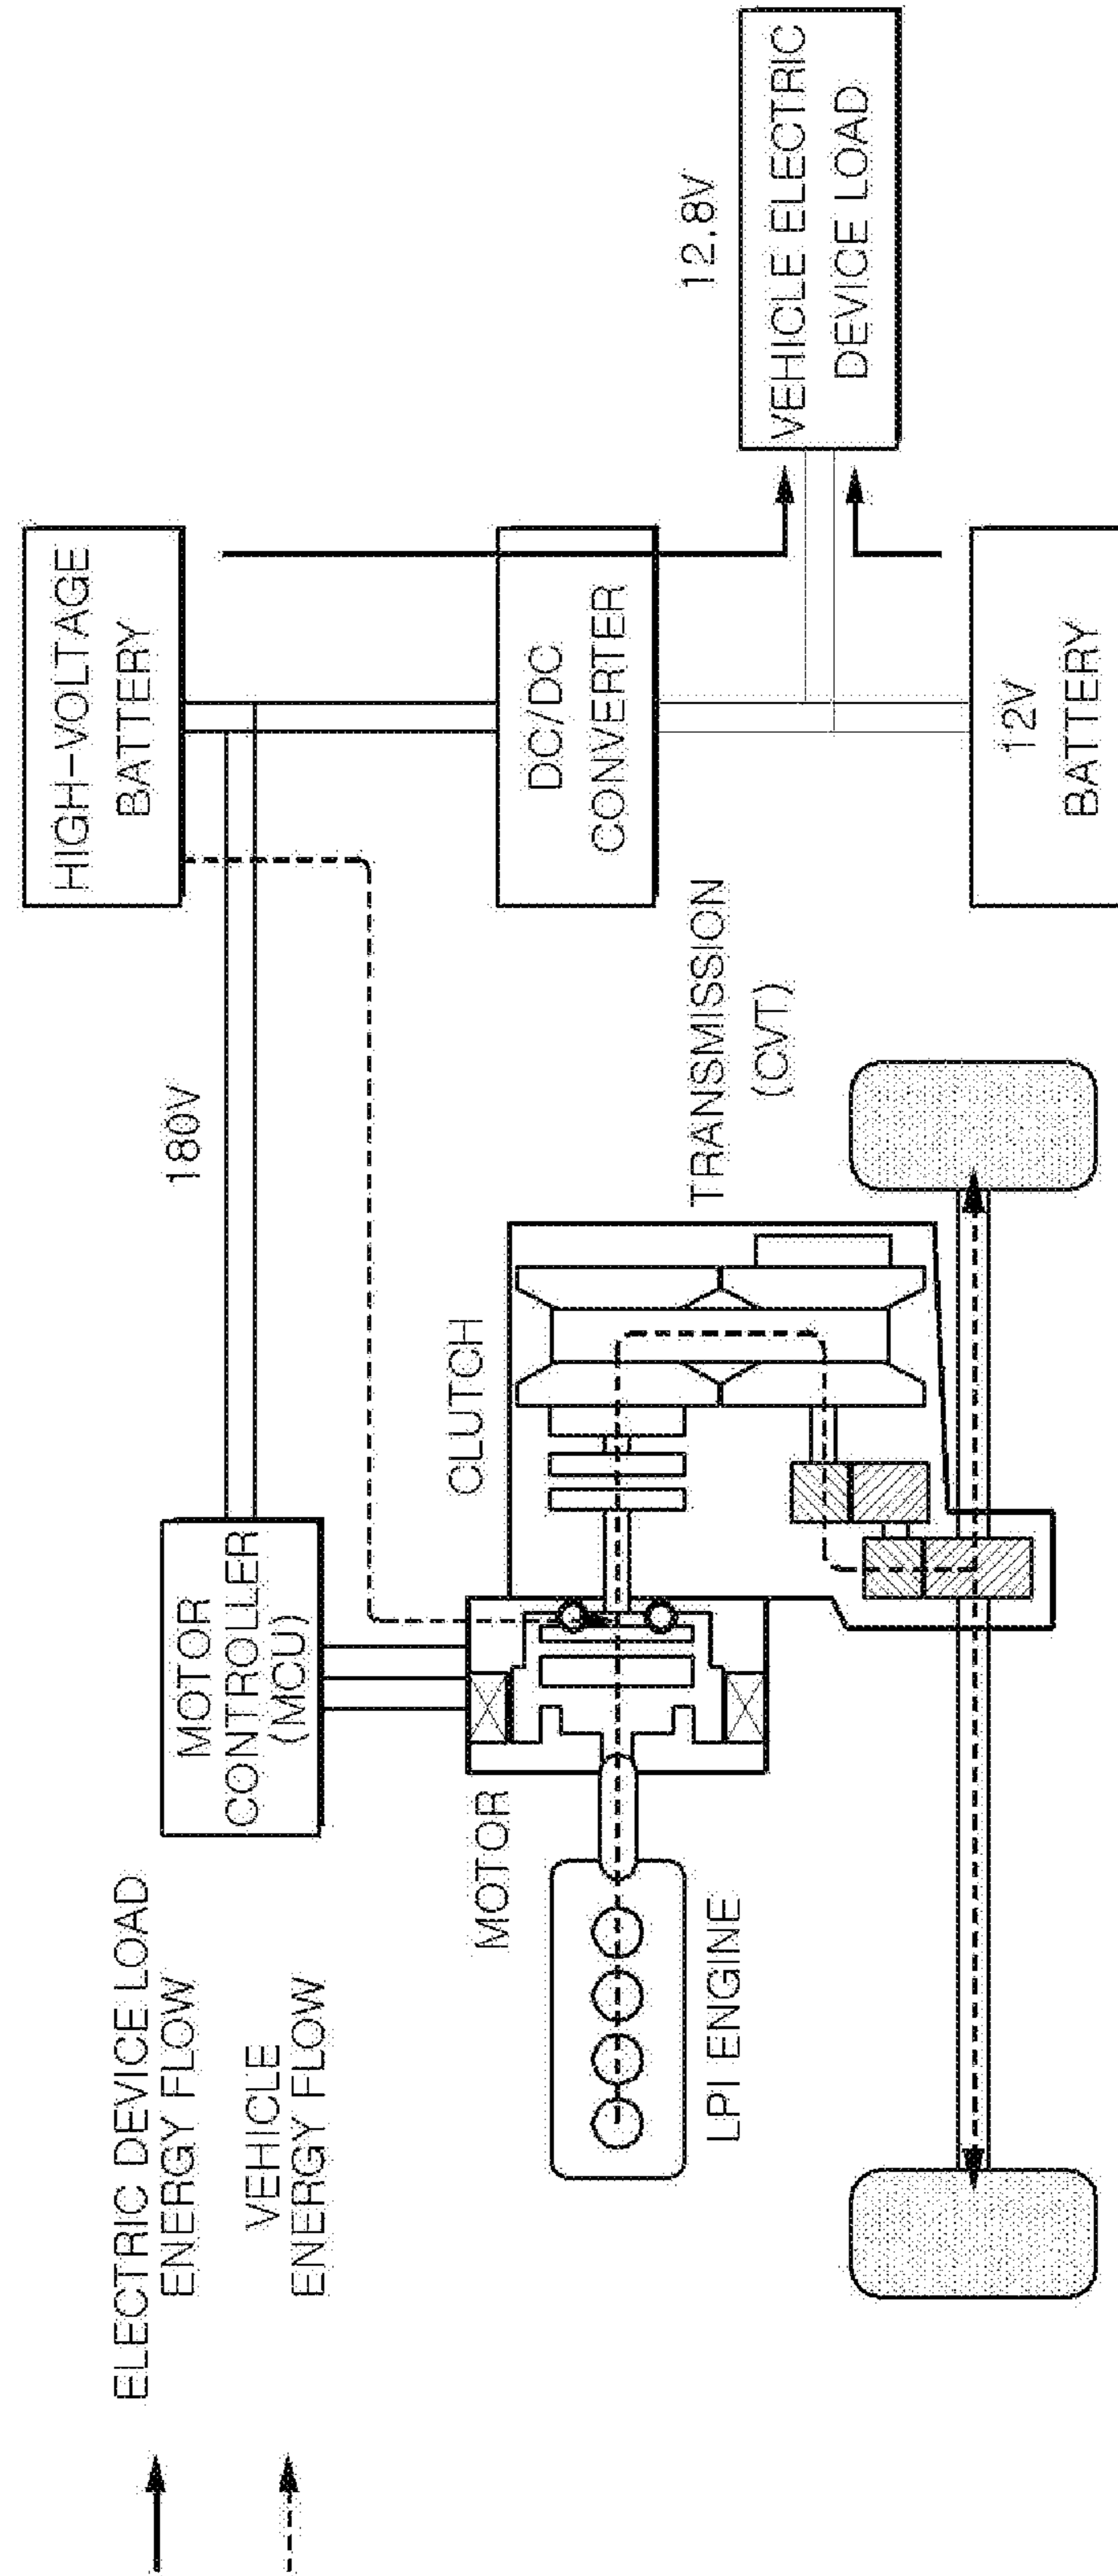 ELECTRIC DEVICE LOAD
ENERGY FLOW
VEHICLE
ENERGY FLOW
MOTOR
CONTROLLER
(MCU)
180V
HIGH-VOLTAGE
BATTERY
MOTOR
CLUTCH
DC/DC
CONVERTER
12.8V
LPI ENGINE
TRANSMISSION
(CVT)
VEHICLE ELECTRIC
DEVICE LOAD
12V
BATTERY